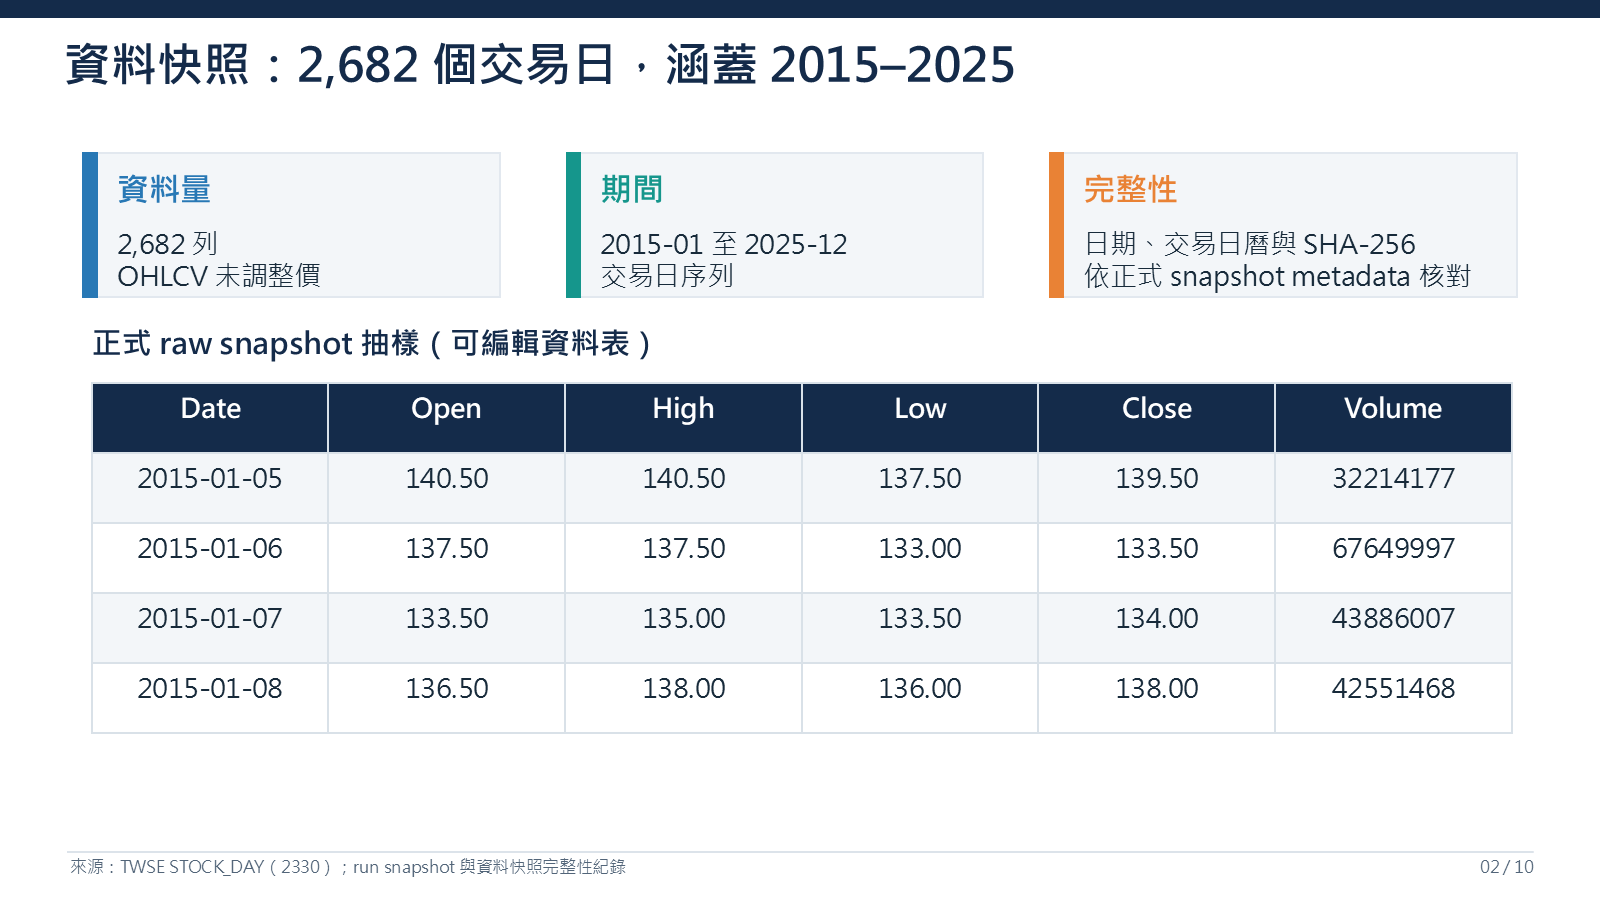 資料快照：2,682 個交易日，涵蓋 2015–2025
資料量
2,682 列
OHLCV 未調整價
期間
2015-01 至 2025-12
交易日序列
完整性
日期、交易日曆與 SHA-256
依正式 snapshot metadata 核對
正式 raw snapshot 抽樣（可編輯資料表）
Date Open High Low Close Volume
2015-01-05 140.50 140.50 137.50 139.50 32214177
2015-01-06 137.50 137.50 133.00 133.50 67649997
2015-01-07 133.50 135.00 133.50 134.00 43886007
2015-01-08 136.50 138.00 136.00 138.00 42551468
來源：TWSE STOCK_DAY（2330）；run snapshot 與資料快照完整性紀錄
02 / 10